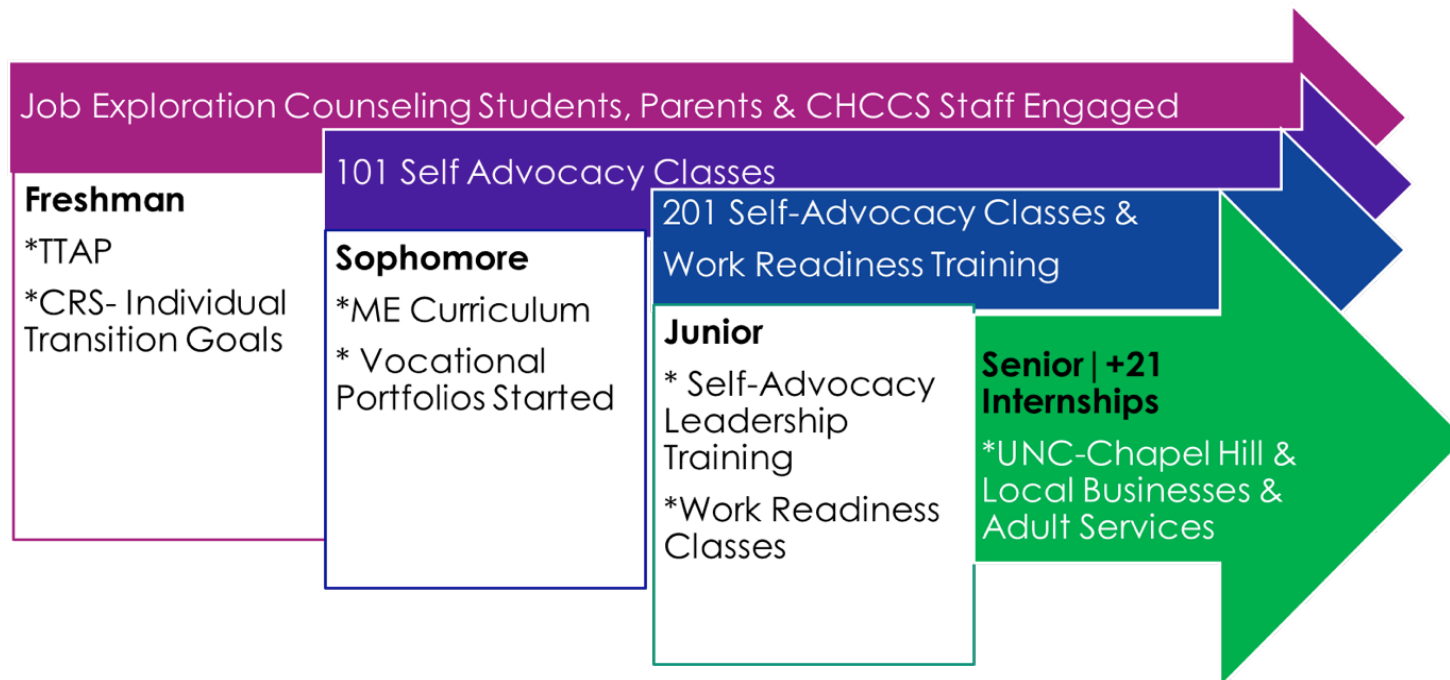 Job Exploration Counseling Students, Parents & CHCCS Staff Engaged
Freshman
*TTAP
*CRS- Individual
Transition Goals
101 Self Advocacy Classes
Sophomore
*ME Curriculum
* Vocational
Portfolios Started
201 Self-Advocacy Classes &
Work Readiness Training
Junior
* Self-Advocacy
Leadership
Training
*Work Readiness
Classes
Senior|+21
Internships
*UNC-Chapel Hill &
Local Businesses &
Adult Services